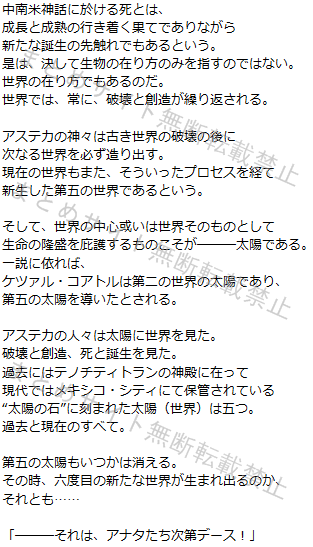 中南米神話に於ける死とは、
成長と成熟の行き着く果てでありながら
新たな誕生の先触れでもあるという。
是は、決して生物の在り方のみを指すのではない。
世界の在り方でもあるのだ。
世界では、常に、破壊と創造が繰り返される。

アステカの神々は古き世界の破壊の後に
次なる世界を必ず造り出す。
現在の世界もまた、そういったプロセスを経て
新生した第五の世界であるという。

そして、世界の中心或いは世界そのものとして
生命の隆盛を庇護するものこそが―――太陽である。
一説に依れば、
ケツァル・コアトルは第二の世界の太陽であり、
第五の太陽を導いたとされる。

アステカの人々は太陽に世界を見た。
破壊と創造、死と誕生を見た。
過去にはテノチティトランの神殿に在って
現代ではメキシコ・シティにて保管されている
“太陽の石”に刻まれた太陽（世界）は五つ。
過去と現在のすべて。

第五の太陽もいつかは消える。
その時、六度目の新たな世界が生まれ出るのか、
それとも……

「―――それは、アナタたち次第デース！」
まとめサイト無断転載禁止
まとめサイト無断転載禁止
まとめサイト無断転載禁止